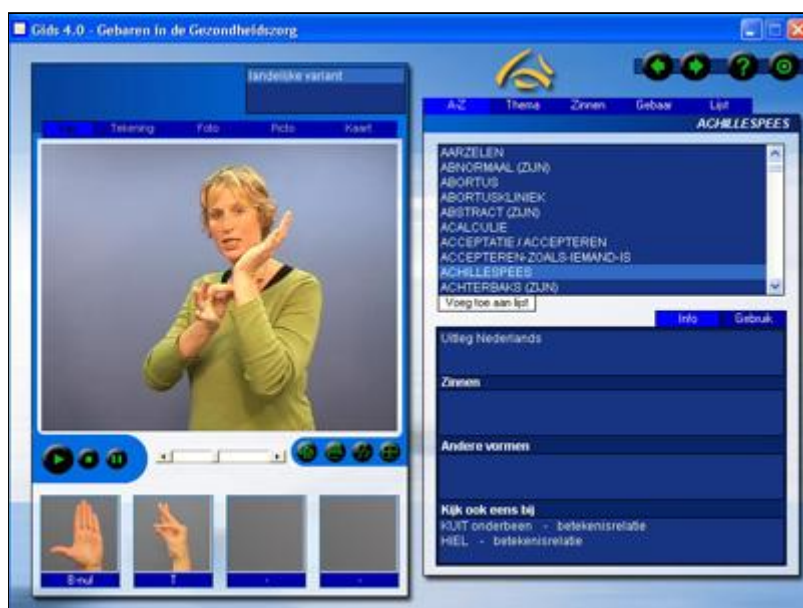 Gids 4.0 - Gebaren in de Gezondheidszorg
landelijke variant
Tekening Foto Picto Kaart
A-Z Thema Zinnen Gebaar Lijst
ACHILLESPEES
AARZELEN
ABNORMAAL (ZIJN)
ABORTUS
ABORTUSKLINIEK
ABSTRACT (ZIJN)
ACALCULIE
ACCEPTATIE / ACCEPTEREN
ACCEPTEREN-ZOALS-IEMAND-IS
ACHILLESPEES
ACHTERBAKS (ZIJN)
Voeg toe aan lijst
Info Gebruik
Uitleg Nederlands
Zinnen
Andere vormen
Kijk ook eens bij
KUIT onderbeen - betekenisrelatie
HIEL - betekenisrelatie
B-nul T - -